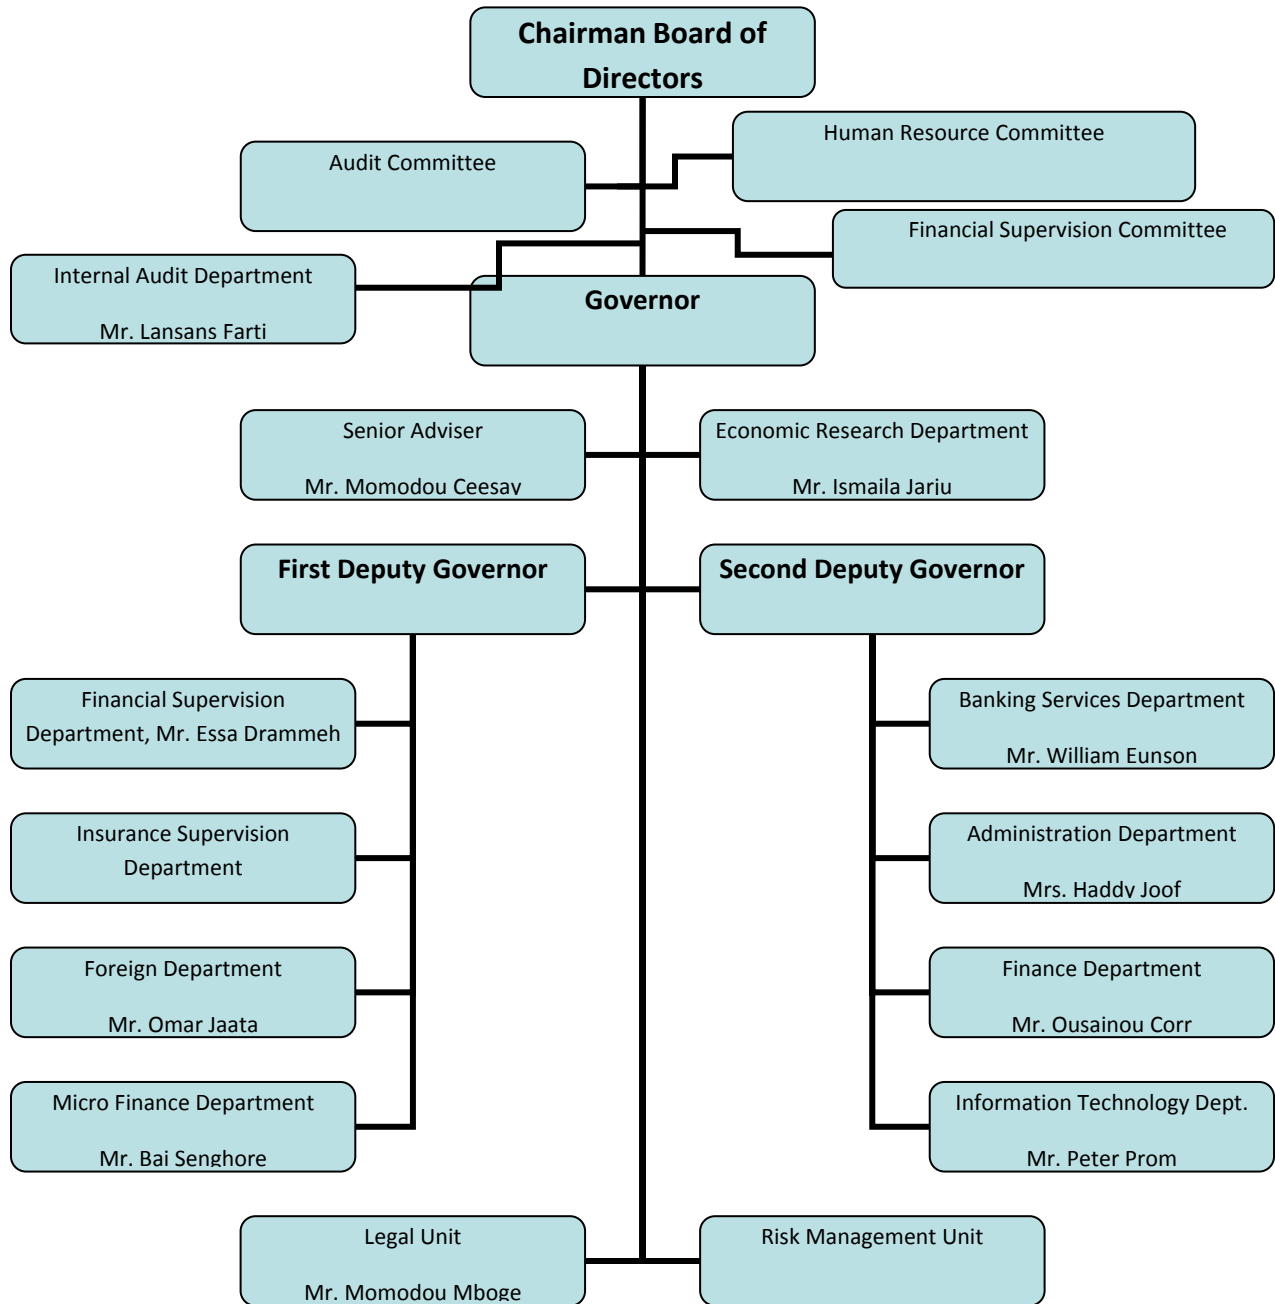 Chairman Board of
Directors
Human Resource Committee
Audit Committee
Financial Supervision Committee
Internal Audit Department
Mr. Lansans Farti
Governor
Senior Adviser
Mr. Momodou Ceesay
Economic Research Department
Mr. Ismaila Jarju
First Deputy Governor
Second Deputy Governor
Financial Supervision
Department, Mr. Essa Drammeh
Banking Services Department
Mr. William Eunson
Insurance Supervision
Department
Administration Department
Mrs. Haddy Joof
Foreign Department
Mr. Omar Jaata
Finance Department
Mr. Ousainou Corr
Micro Finance Department
Mr. Bai Senghore
Information Technology Dept.
Mr. Peter Prom
Legal Unit
Mr. Momodou Mboge
Risk Management Unit